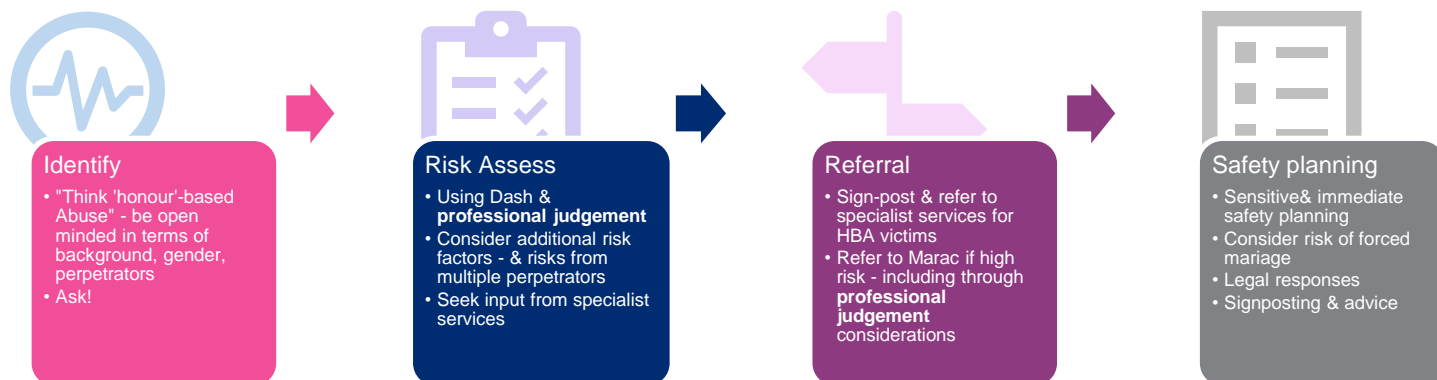 Identify
• "Think 'honour'-based
Abuse" - be open
minded in terms of
background, gender,
perpetrators
• Ask!
Risk Assess
• Using Dash &
professional judgement
• Consider additional risk
factors - & risks from
multiple perpetrators
• Seek input from specialist
services
Referral
• Sign-post & refer to
specialist services for
HBA victims
• Refer to Marac if high
risk - including through
professional
judgement
considerations
Safety planning
• Sensitive& immediate
safety planning
• Consider risk of forced
mariage
• Legal responses
• Signposting & advice